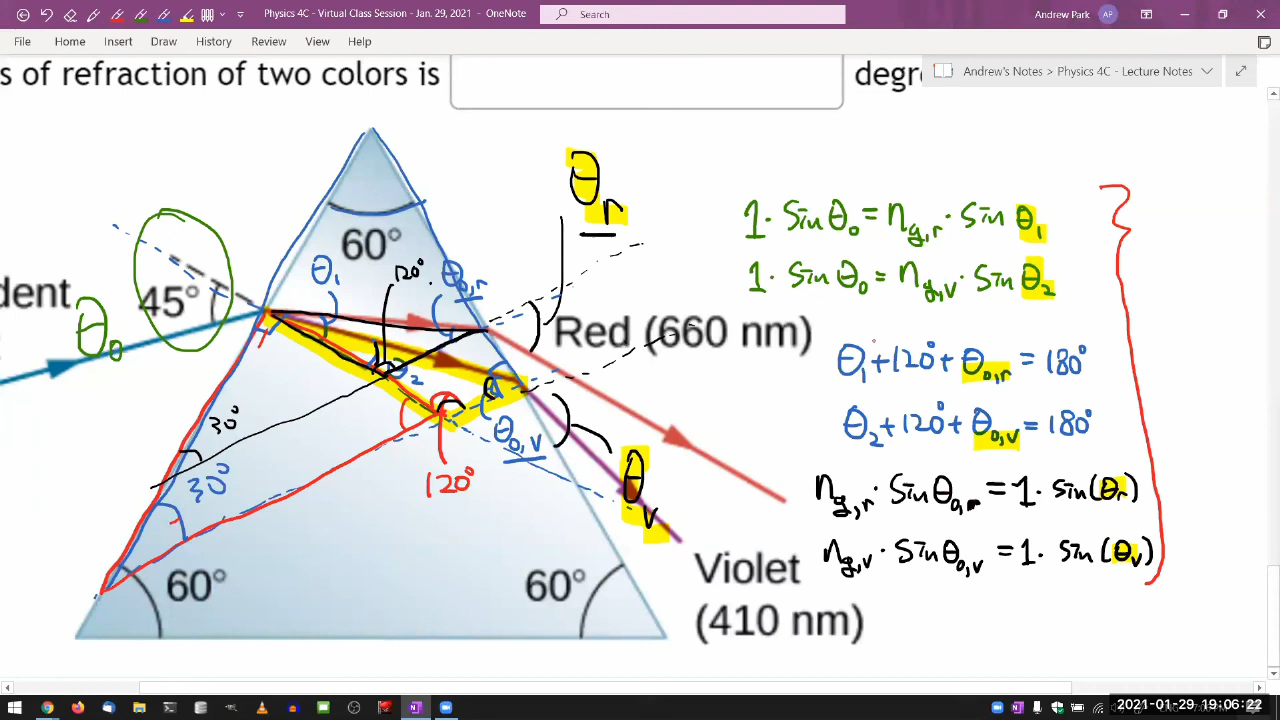 Physics 4C - Virtual Class Session - Jan. 29, 2021 - OneNote
Search
Andrew Park
AP
File Home Insert Draw History Review View Help
s of refraction of two colors is
degre
Andrew's Notes > Physics 4C - Lecture Notes
θr
60°
θ1
120°
θ0,r
dent
45°
θ0
Red (660 nm)
θ2
30°
30°
θ0,v
120°
θv
60°
60°
Violet
(410 nm)
1· sin θ0 = ng,r · sin θ1
1· sin θ0 = ng,v · sin θ2
θ1+120°+θ0,r = 180°
θ2+120°+θ0,v = 180°
ng,r · sin θ0,r = 1· sin(θr)
ng,v · sin θ0,v = 1· sin(θv)
2021-01-29 19:06:22